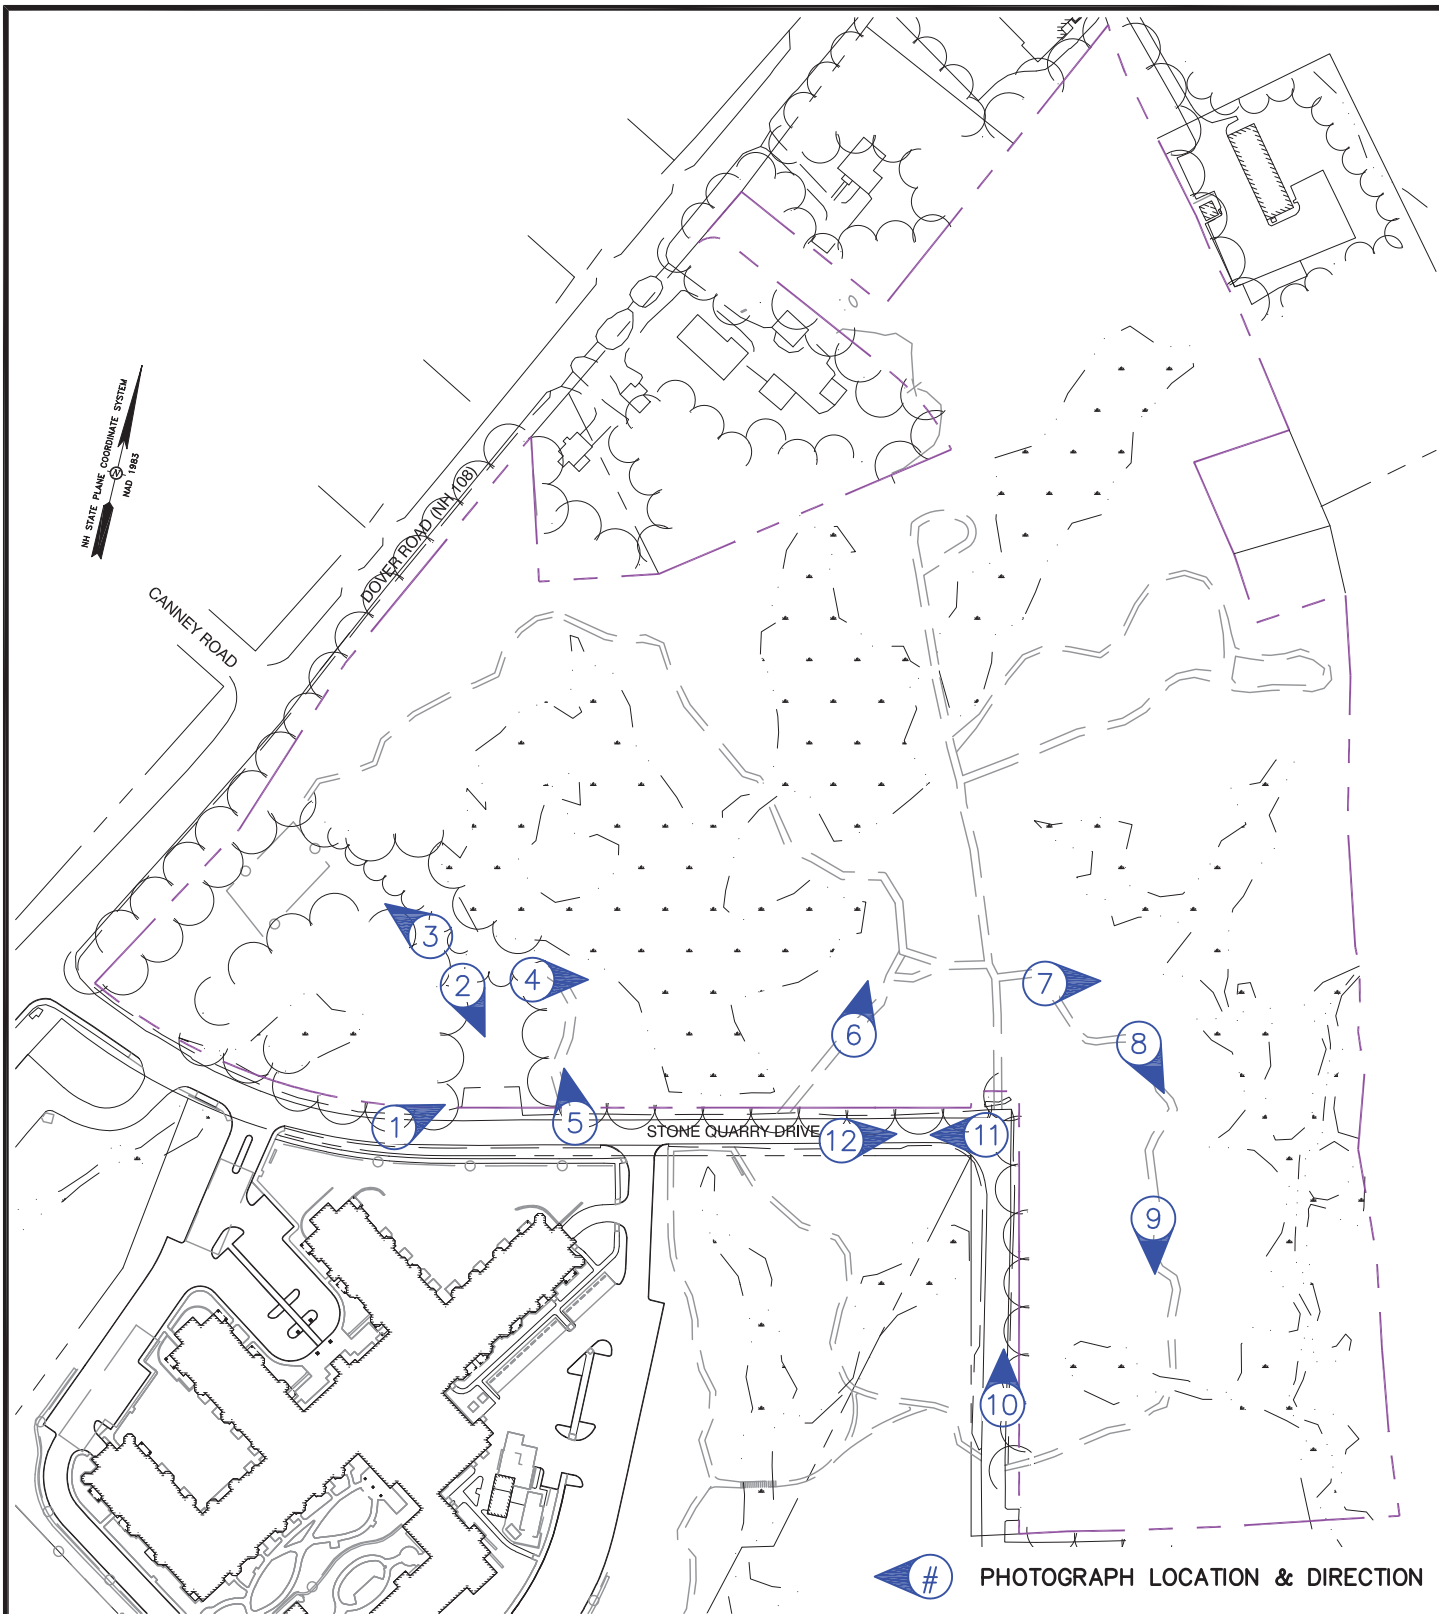 NH STATE PLANE COORDINATE SYSTEM
NAD 1983
N
CANNEY ROAD
DOVER ROAD (NH 108)
3
2
4
7
6
8
1
5
STONE QUARRY DRIVE
12
11
9
10
# PHOTOGRAPH LOCATION & DIRECTION